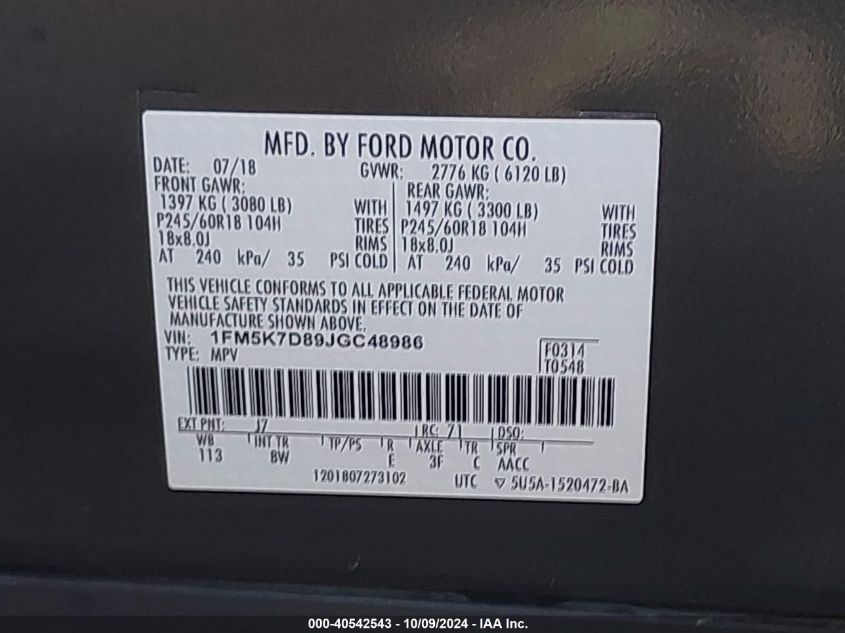 MFD. BY FORD MOTOR CO.
DATE: 07/18 GVWR: 2776 KG ( 6120 LB)
FRONT GAWR: REAR GAWR:
1397 KG ( 3080 LB) WITH 1497 KG ( 3300 LB) WITH
P245/60R18 104H TIRES P245/60R18 104H TIRES
18x8.0J RIMS 18x8.0J RIMS
AT 240 kPa/ 35 PSI COLD AT 240 kPa/ 35 PSI COLD
THIS VEHICLE CONFORMS TO ALL APPLICABLE FEDERAL MOTOR
VEHICLE SAFETY STANDARDS IN EFFECT ON THE DATE OF
MANUFACTURE SHOWN ABOVE.
VIN: 1FM5K7D89JGC48986
TYPE: MPV
F0314
T0548
EXT PNT: J7 RC: 71 DSO:
WB INT TR TP/PS R AXLE TR SPR
113 BW E 3F C AACC
1201807273102 UTC 5U5A-1520472-BA
000-40542543 - 10/09/2024 - IAA Inc.